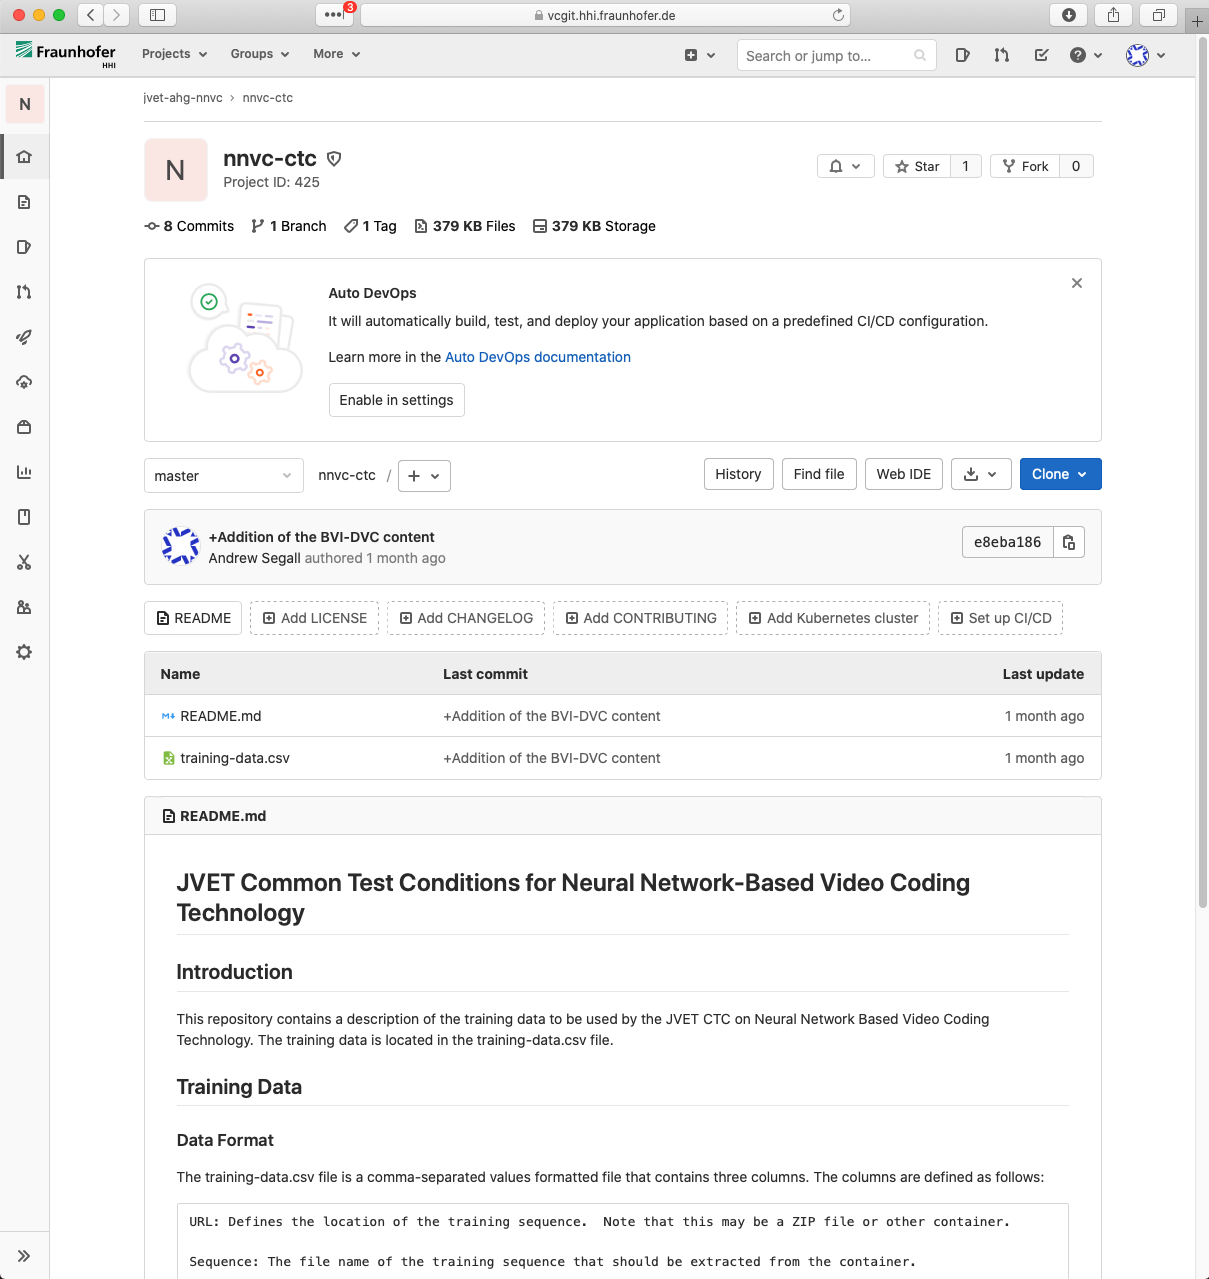 3
vcgit.hhi.fraunhofer.de
Fraunhofer
HHI
Projects
Groups
More
Search or jump to...
N
jvet-ahg-nnvc › nnvc-ctc
N
nnvc-ctc
Project ID: 425
Star 1
Fork 0
8 Commits
1 Branch
1 Tag
379 KB Files
379 KB Storage
Auto DevOps
It will automatically build, test, and deploy your application based on a predefined CI/CD configuration.
Learn more in the Auto DevOps documentation
Enable in settings
master
nnvc-ctc /
History
Find file
Web IDE
Clone
+Addition of the BVI-DVC content
Andrew Segall authored 1 month ago
e8eba186
README
Add LICENSE
Add CHANGELOG
Add CONTRIBUTING
Add Kubernetes cluster
Set up CI/CD
Name Last commit Last update
README.md +Addition of the BVI-DVC content 1 month ago
training-data.csv +Addition of the BVI-DVC content 1 month ago
README.md
JVET Common Test Conditions for Neural Network-Based Video Coding
Technology
Introduction
This repository contains a description of the training data to be used by the JVET CTC on Neural Network Based Video Coding
Technology. The training data is located in the training-data.csv file.
Training Data
Data Format
The training-data.csv file is a comma-separated values formatted file that contains three columns. The columns are defined as follows:
URL: Defines the location of the training sequence.  Note that this may be a ZIP file or other container.
Sequence: The file name of the training sequence that should be extracted from the container.